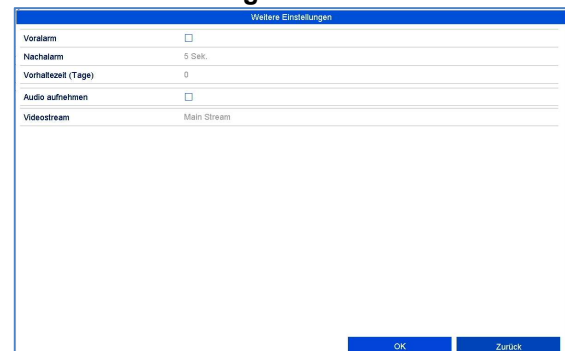 Weitere Einstellungen
Voralarm
Nachalarm 5 Sek.
Vorhaltezeit (Tage) 0
Audio aufnehmen
Videostream Main Stream
OK Zurück